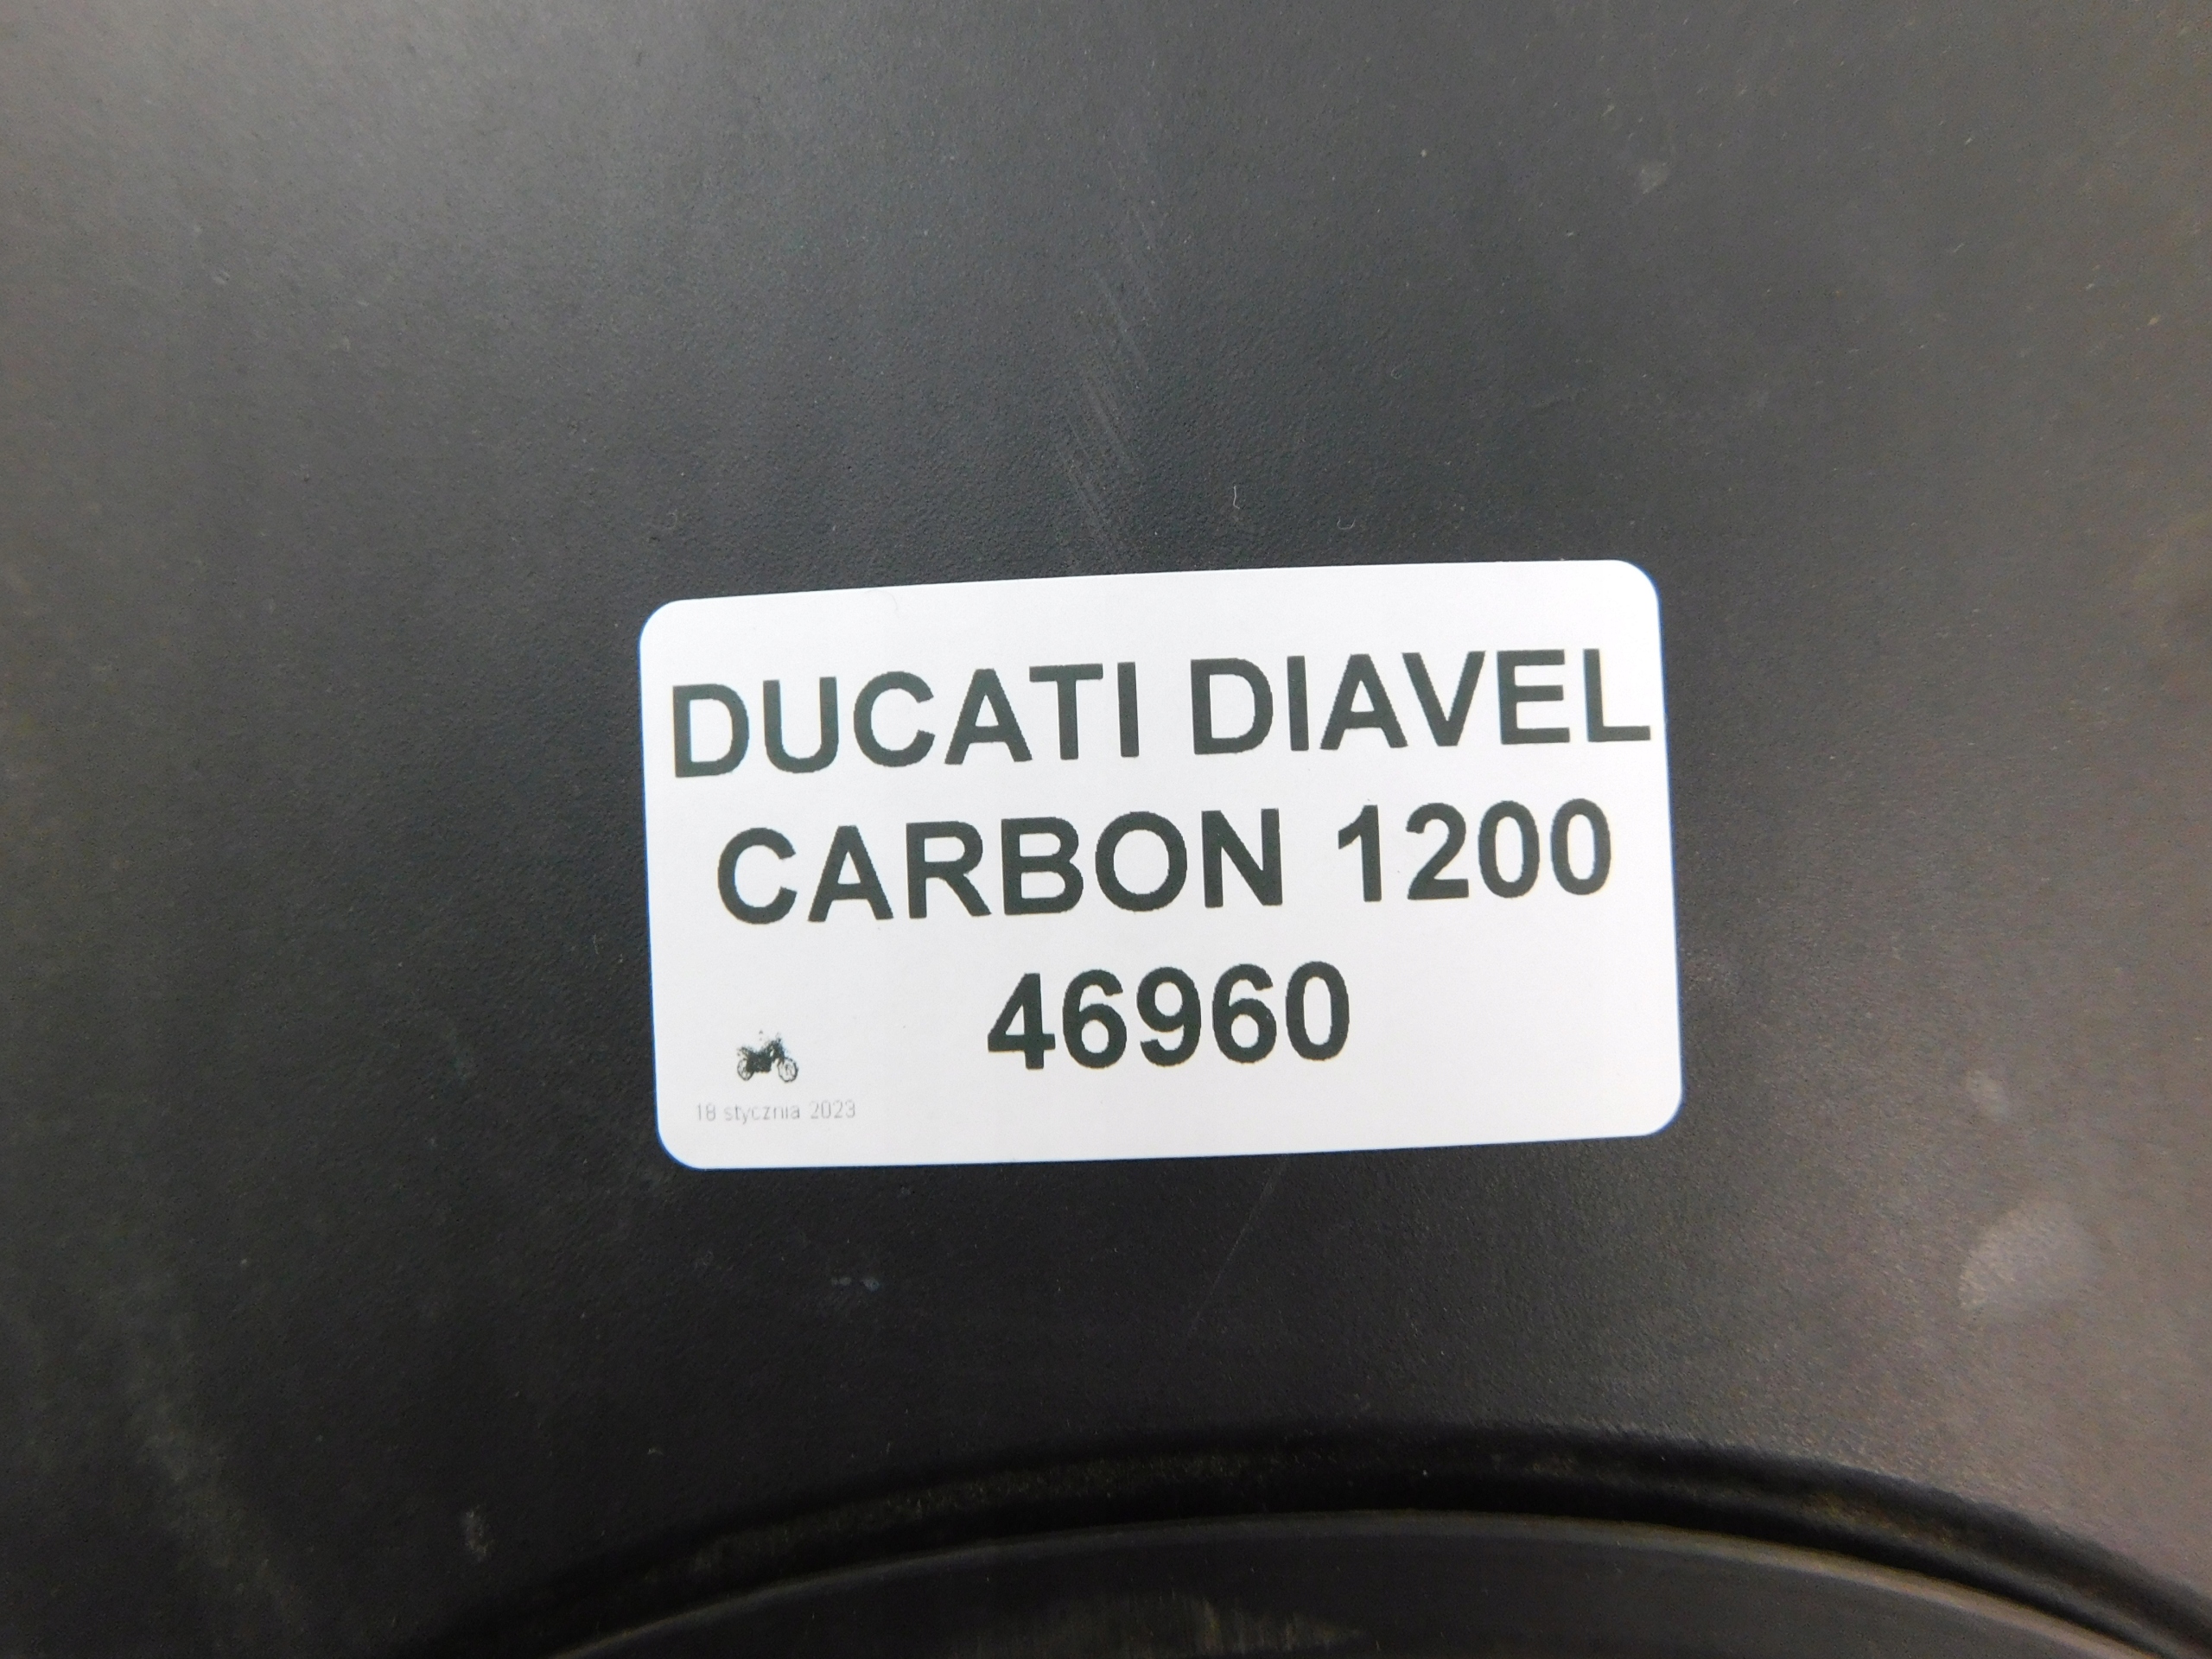 DUCATI DIAVEL
CARBON 1200
46960
18 stycznia 2023